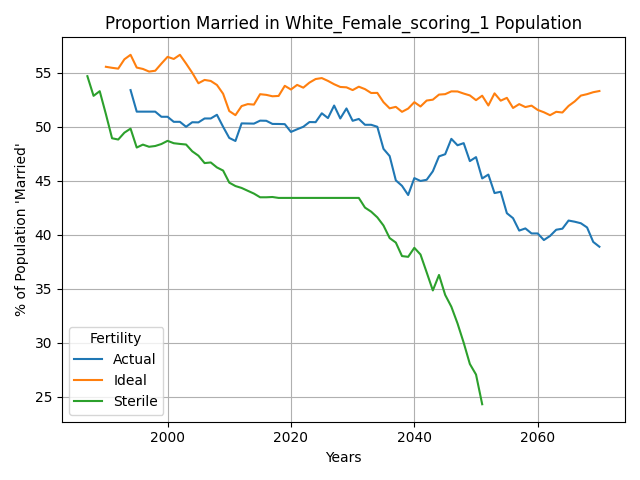 Proportion Married in White_Female_scoring_1 Population
% of Population 'Married'
55
50
45
40
35
30
25
Fertility
Actual
Ideal
Sterile
2000
2020
2040
2060
Years